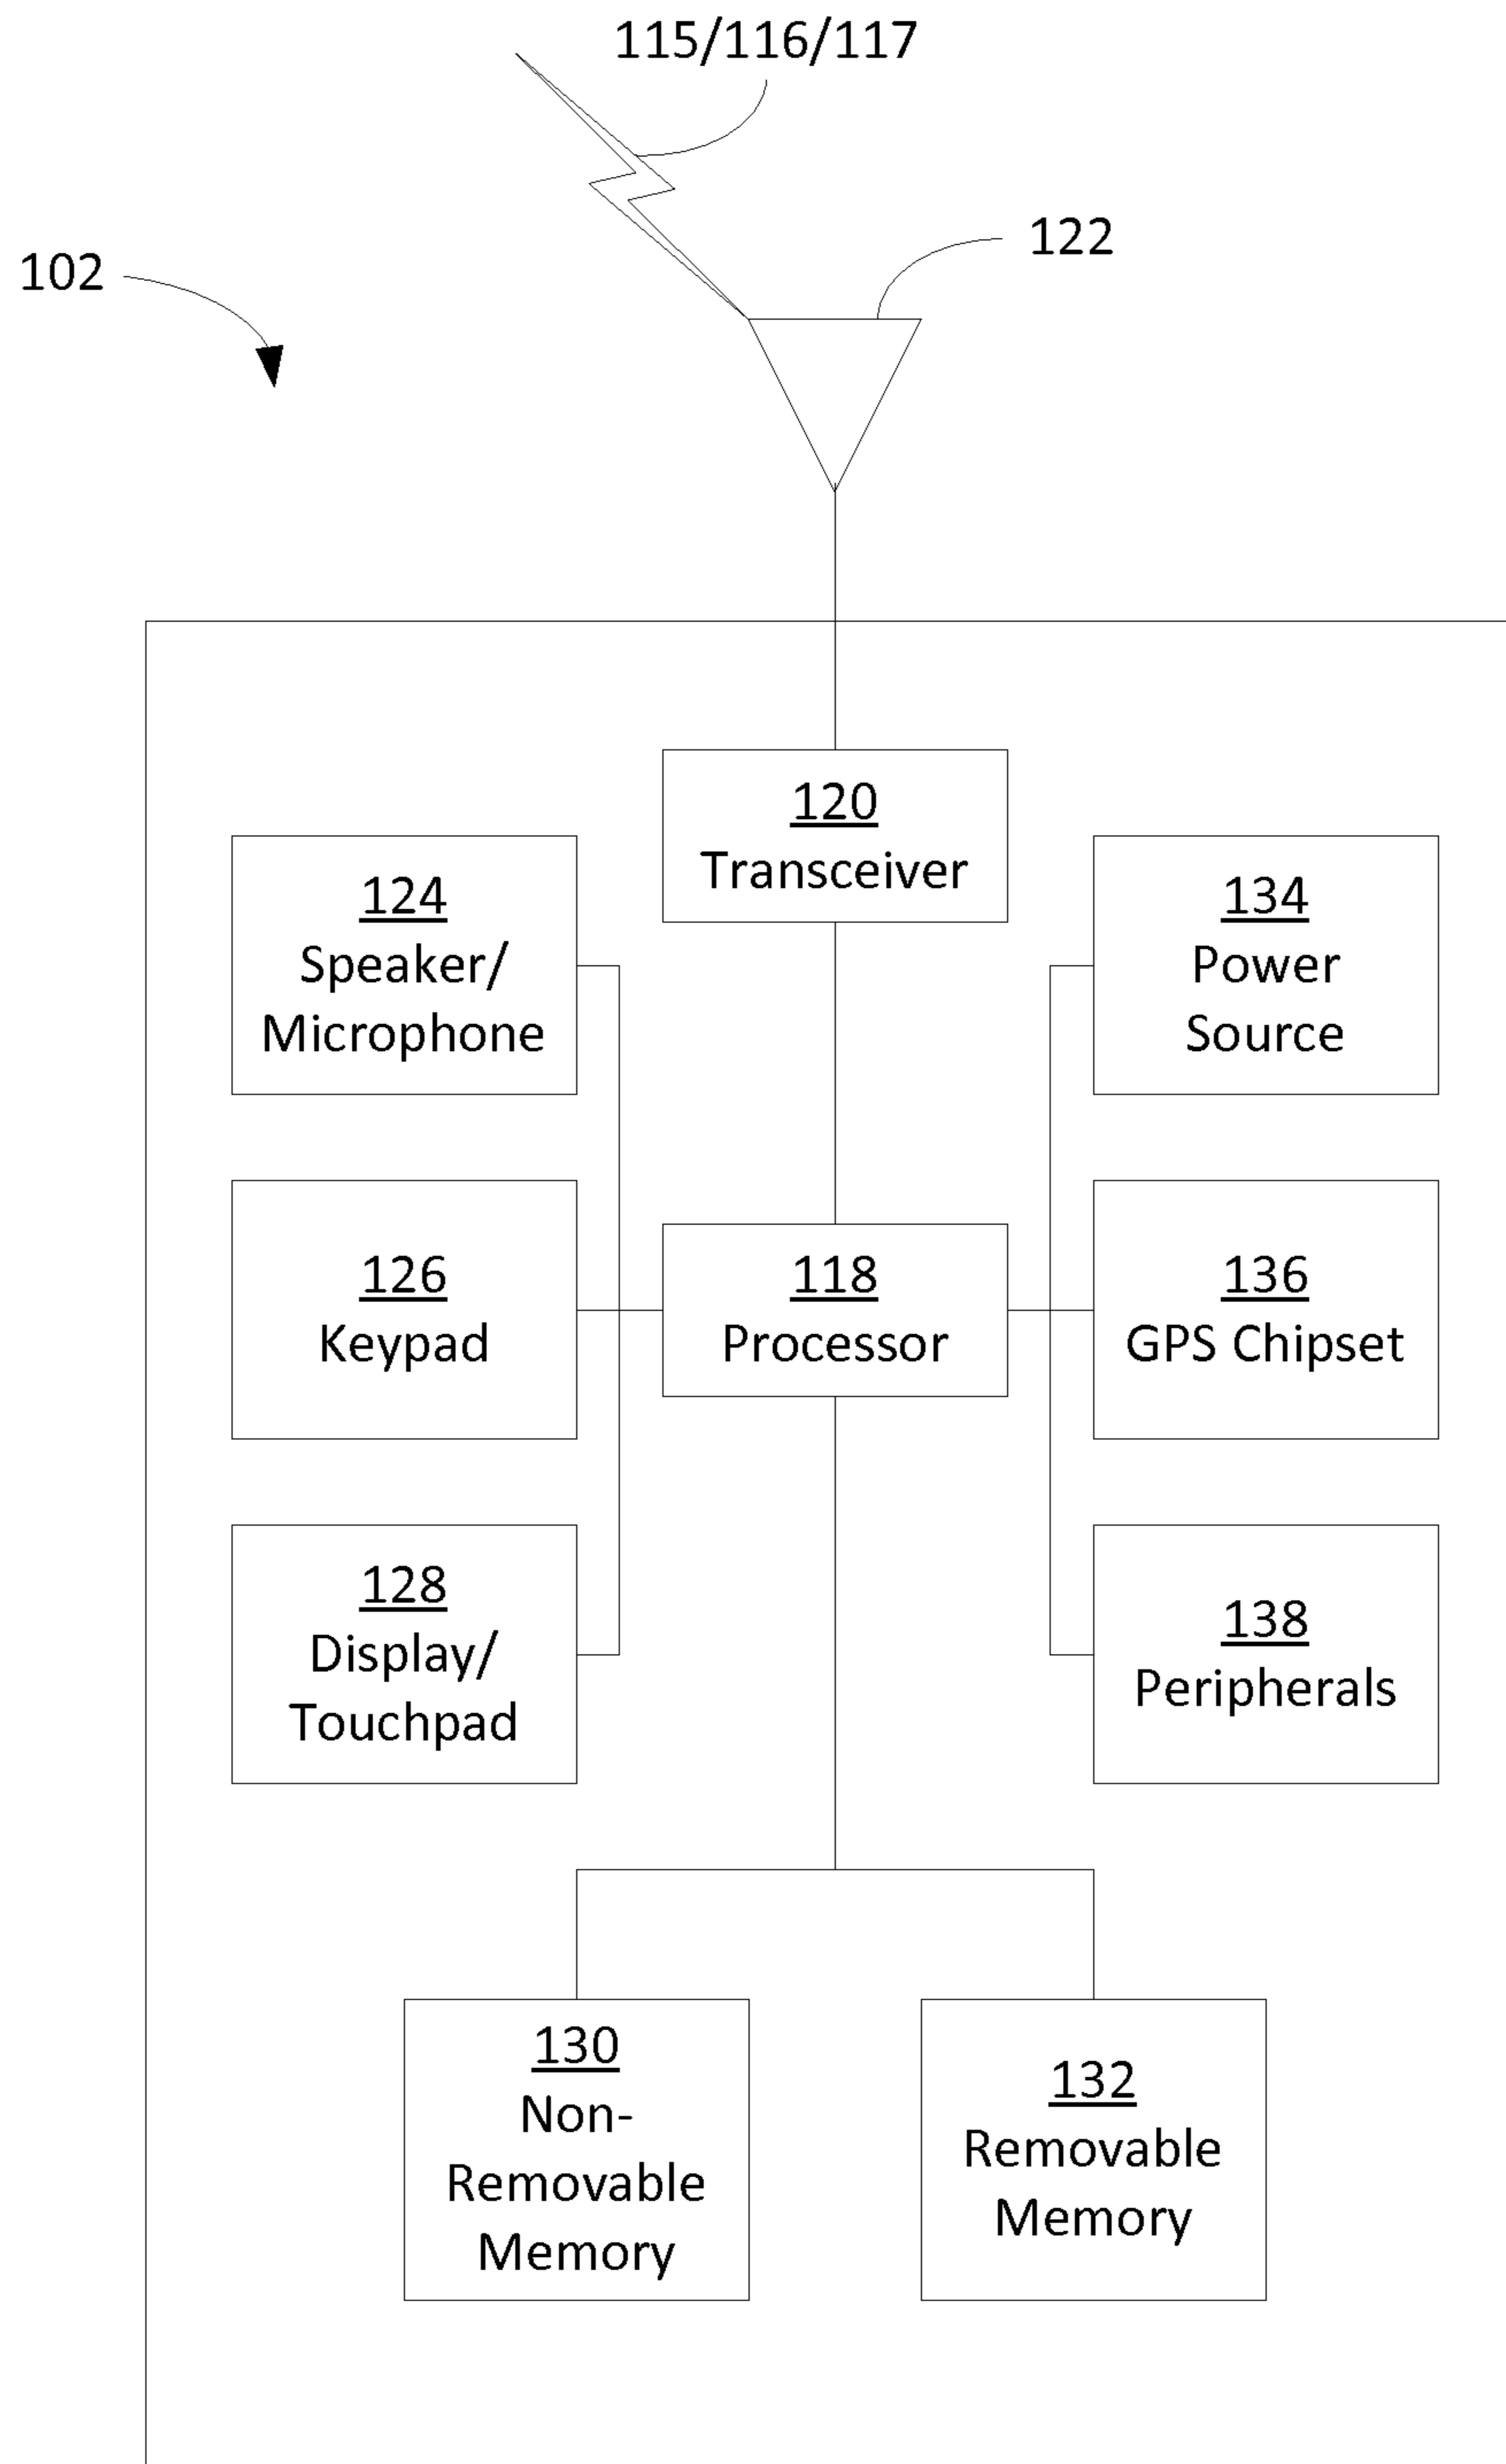 115/116/117
122
102
120
Transceiver
124
Speaker/
Microphone
134
Power
Source
126
Keypad
118
Processor
136
GPS Chipset
128
Display/
Touchpad
138
Peripherals
130
Non-
Removable
Memory
132
Removable
Memory